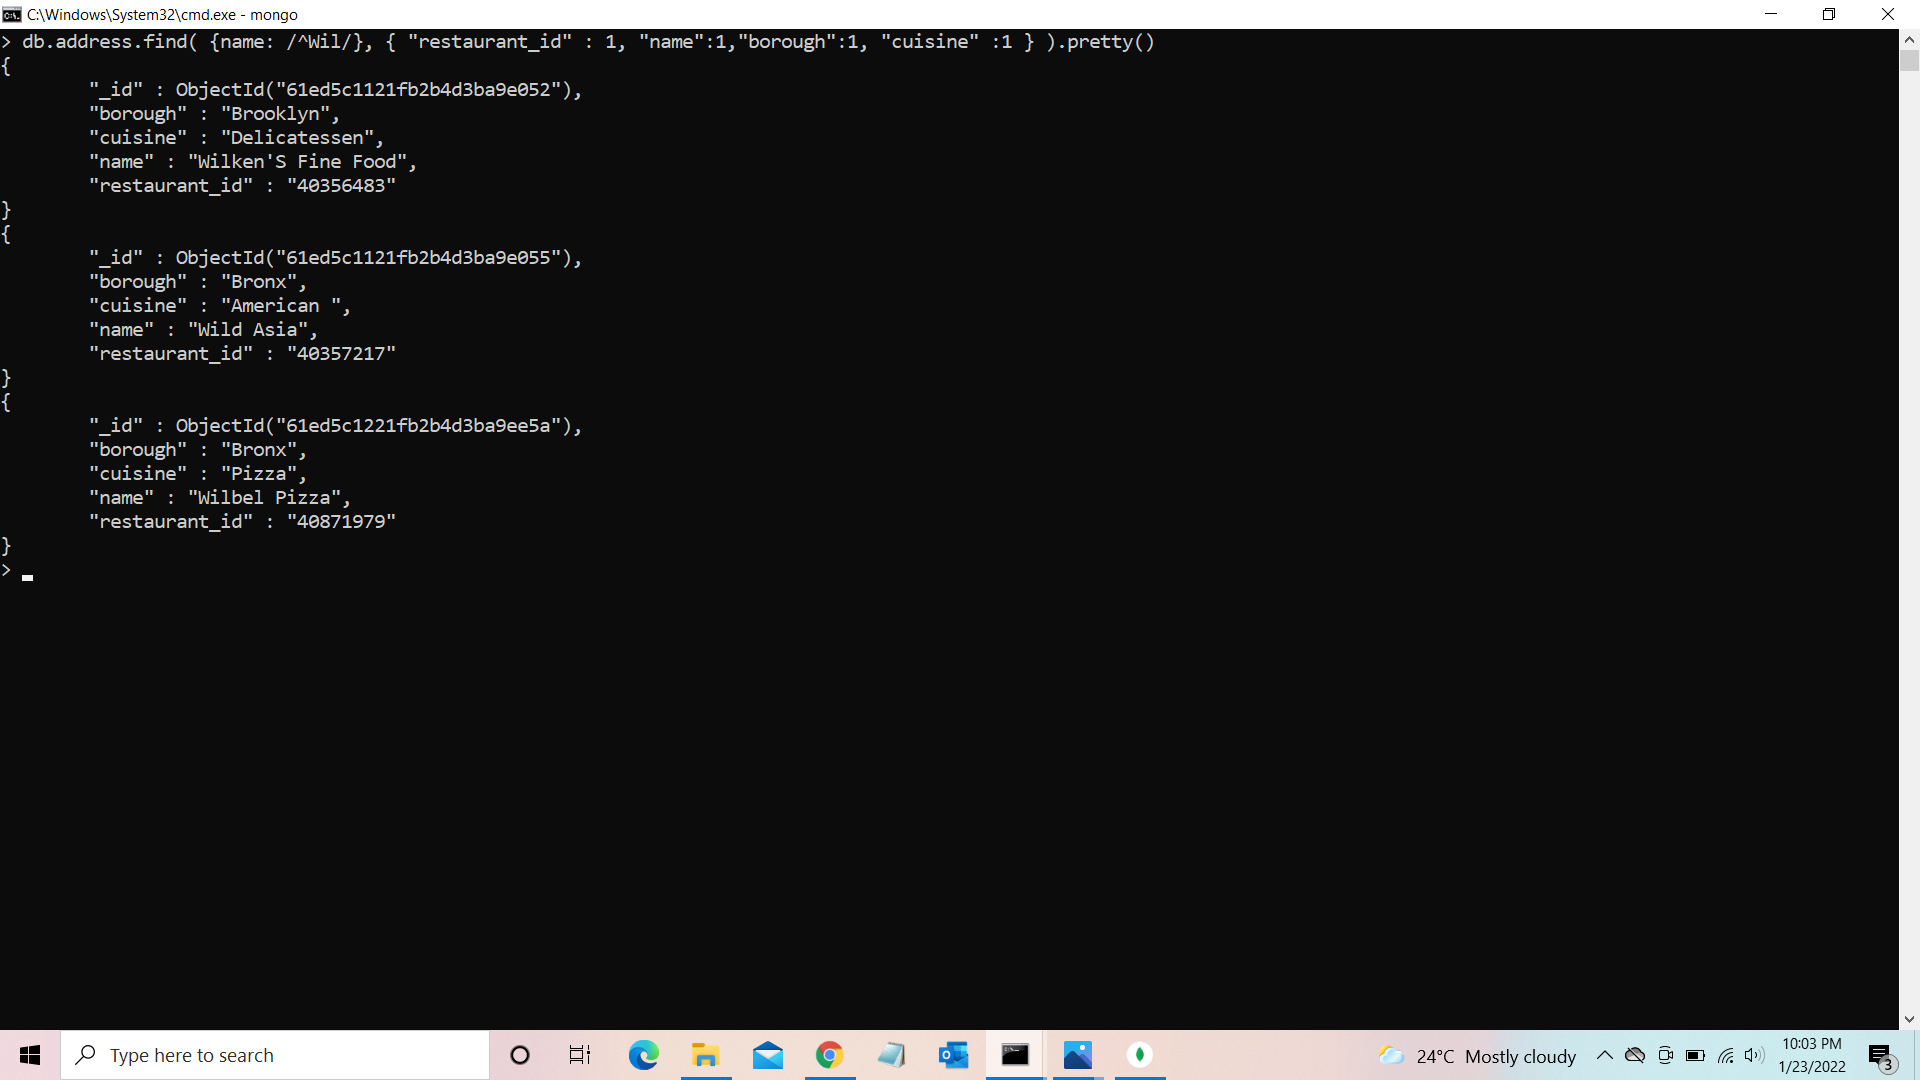 C:\Windows\System32\cmd.exe - mongo
> db.address.find( {name: /^Wil/}, { "restaurant_id" : 1, "name":1,"borough":1, "cuisine" :1 } ).pretty()
{
"_id" : ObjectId("61ed5c1121fb2b4d3ba9e052"),
"borough" : "Brooklyn",
"cuisine" : "Delicatessen",
"name" : "Wilken'S Fine Food",
"restaurant_id" : "40356483"
}
{
"_id" : ObjectId("61ed5c1121fb2b4d3ba9e055"),
"borough" : "Bronx",
"cuisine" : "American ",
"name" : "Wild Asia",
"restaurant_id" : "40357217"
}
{
"_id" : ObjectId("61ed5c1221fb2b4d3ba9ee5a"),
"borough" : "Bronx",
"cuisine" : "Pizza",
"name" : "Wilbel Pizza",
"restaurant_id" : "40871979"
}
>
Type here to search
24°C Mostly cloudy
10:03 PM
1/23/2022
3